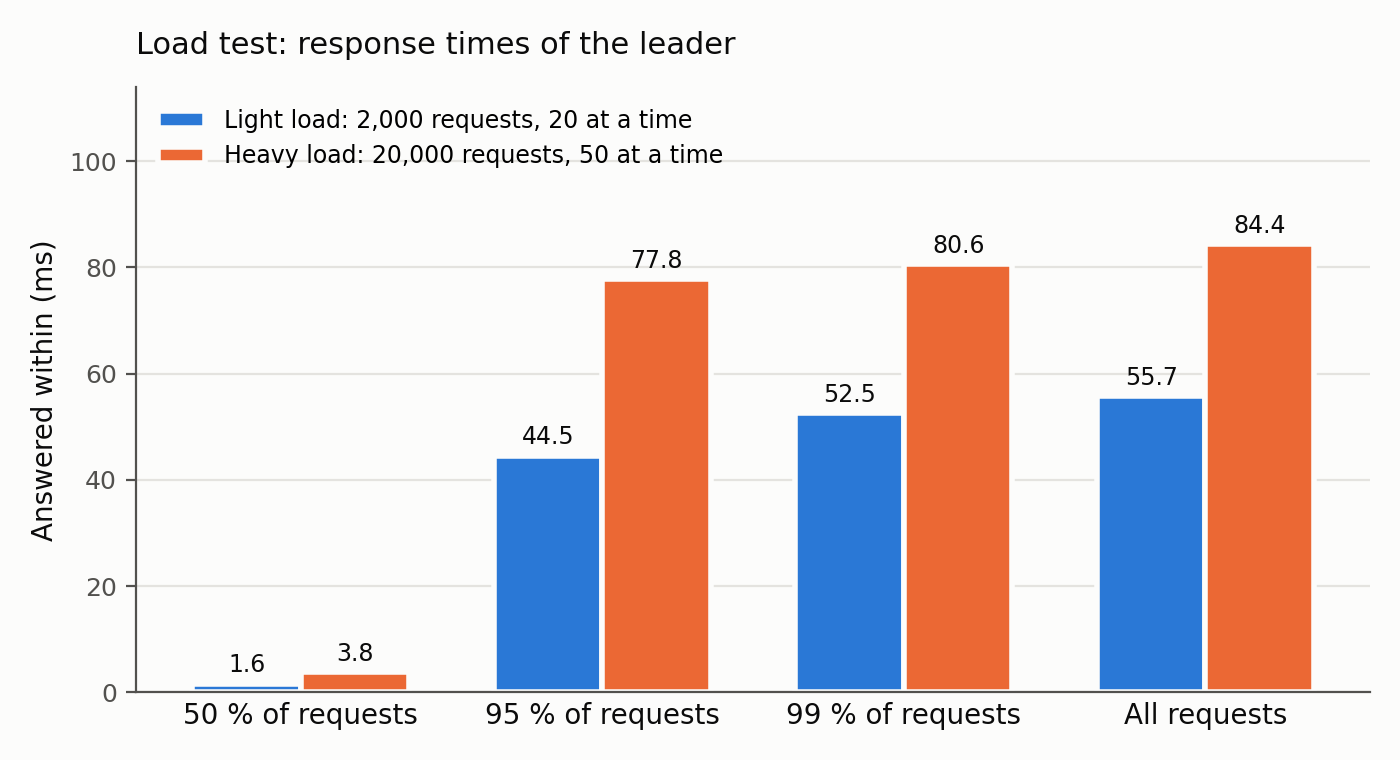 Load test: response times of the leader
Light load: 2,000 requests, 20 at a time
Heavy load: 20,000 requests, 50 at a time
Answered within (ms)
100
80
60
40
20
0
1.6
3.8
44.5
77.8
52.5
80.6
55.7
84.4
50 % of requests
95 % of requests
99 % of requests
All requests